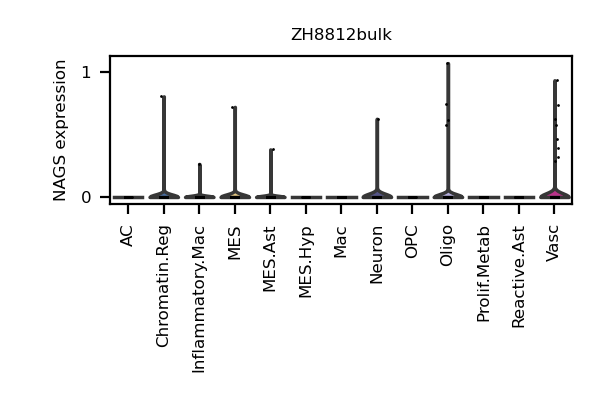 ZH8812bulk
NAGS expression
1
0
AC
Chromatin.Reg
Inflammatory.Mac
MES
MES.Ast
MES.Hyp
Mac
Neuron
OPC
Oligo
Prolif.Metab
Reactive.Ast
Vasc